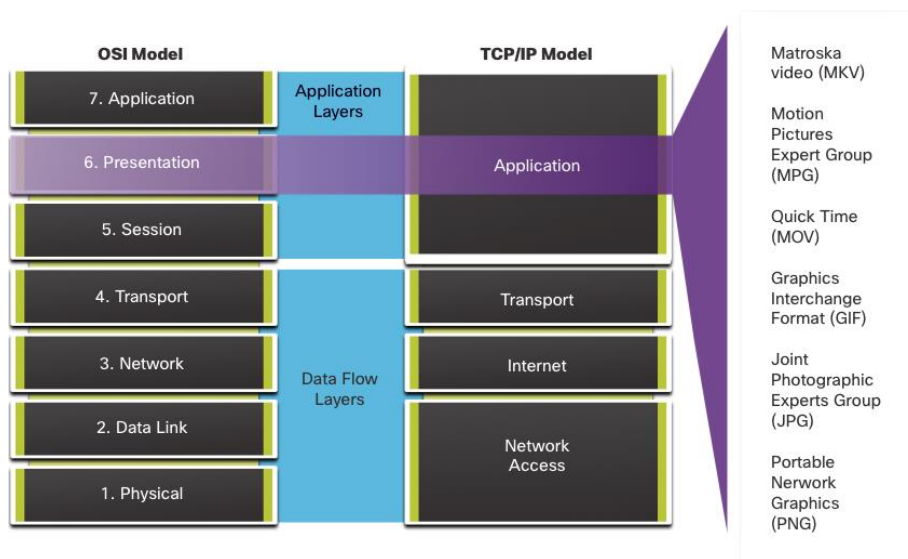 OSI Model
TCP/IP Model
7. Application
6. Presentation
5. Session
4. Transport
3. Network
2. Data Link
1. Physical
Application
Layers
Data Flow
Layers
Application
Transport
Internet
Network
Access
Matroska
video (MKV)
Motion
Pictures
Expert Group
(MPG)
Quick Time
(MOV)
Graphics
Interchange
Format (GIF)
Joint
Photographic
Experts Group
(JPG)
Portable
Nerwork
Graphics
(PNG)